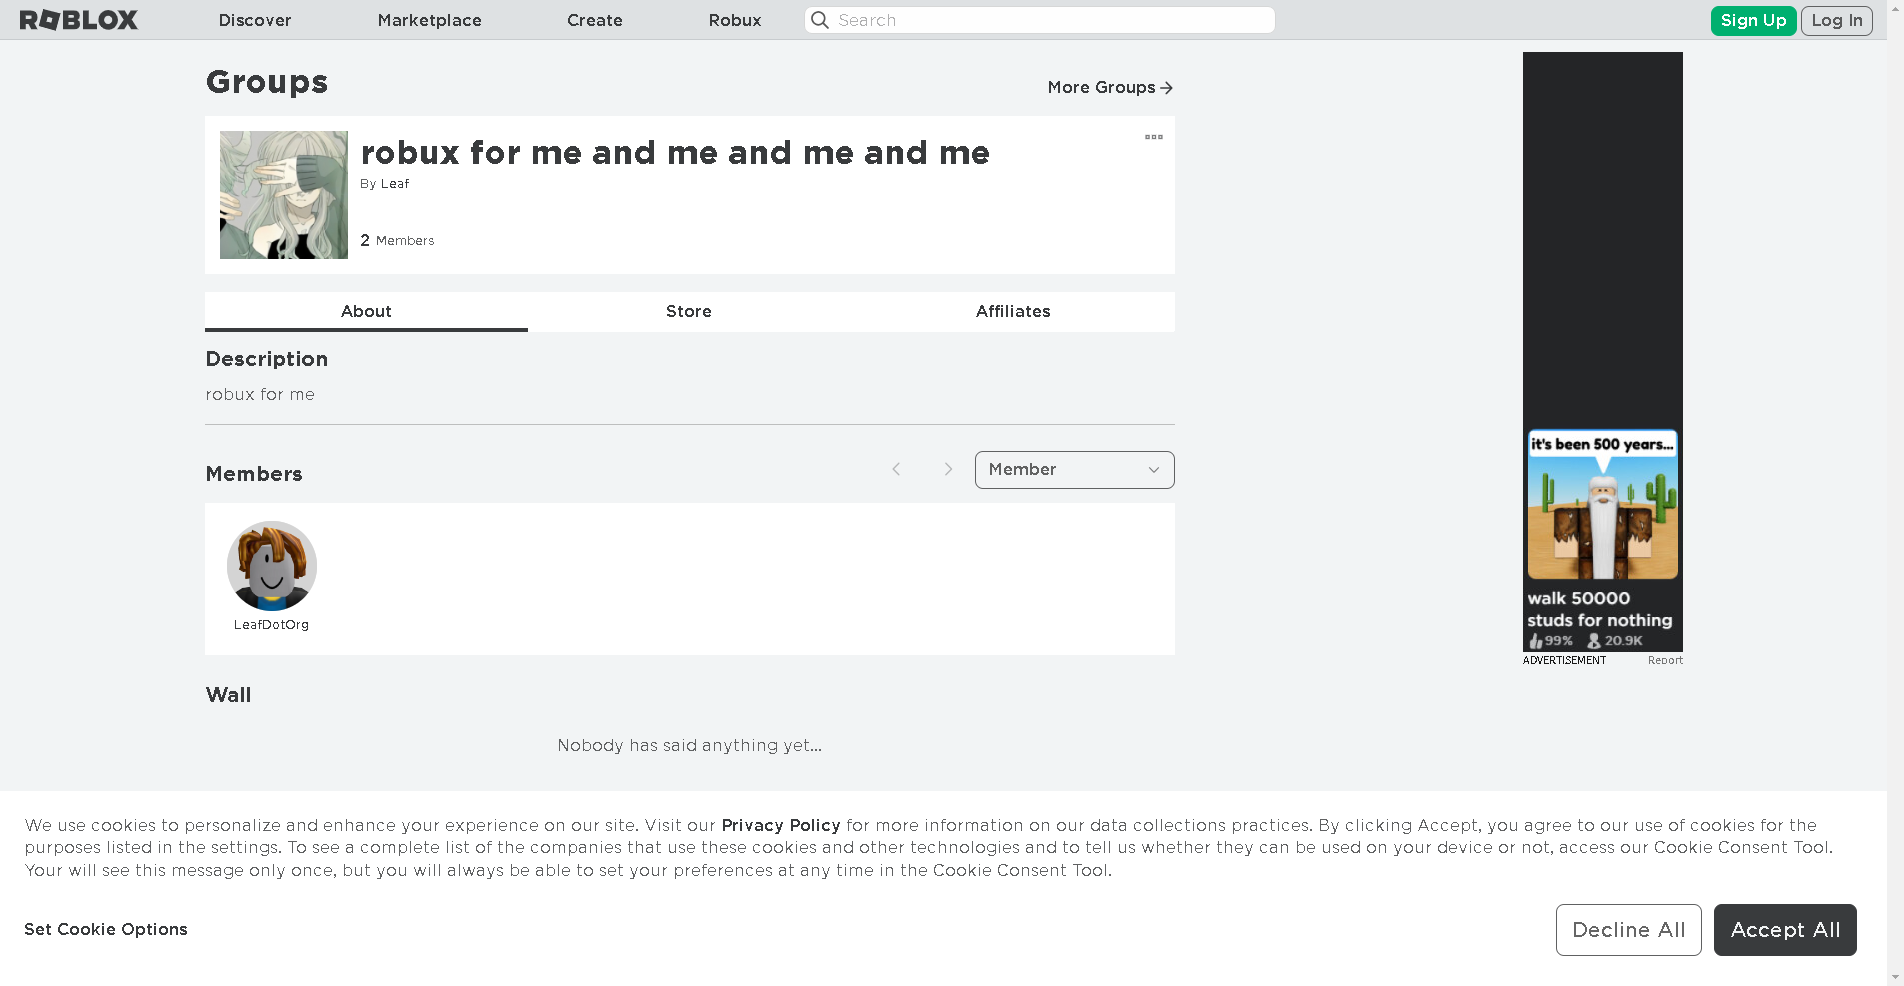 ROBLOX Discover Marketplace Create Robux Search Sign Up Log In
Groups
More Groups
robux for me and me and me and me
By Leaf
2 Members
About Store Affiliates
Description
robux for me
Members
Member
LeafDotOrg
Wall
Nobody has said anything yet...
it's been 500 years...
walk 50000
studs for nothing
99% 20.9K
ADVERTISEMENT Report
We use cookies to personalize and enhance your experience on our site. Visit our Privacy Policy for more information on our data collections practices. By clicking Accept, you agree to our use of cookies for the
purposes listed in the settings. To see a complete list of the companies that use these cookies and other technologies and to tell us whether they can be used on your device or not, access our Cookie Consent Tool.
Your will see this message only once, but you will always be able to set your preferences at any time in the Cookie Consent Tool.
Set Cookie Options
Decline All Accept All